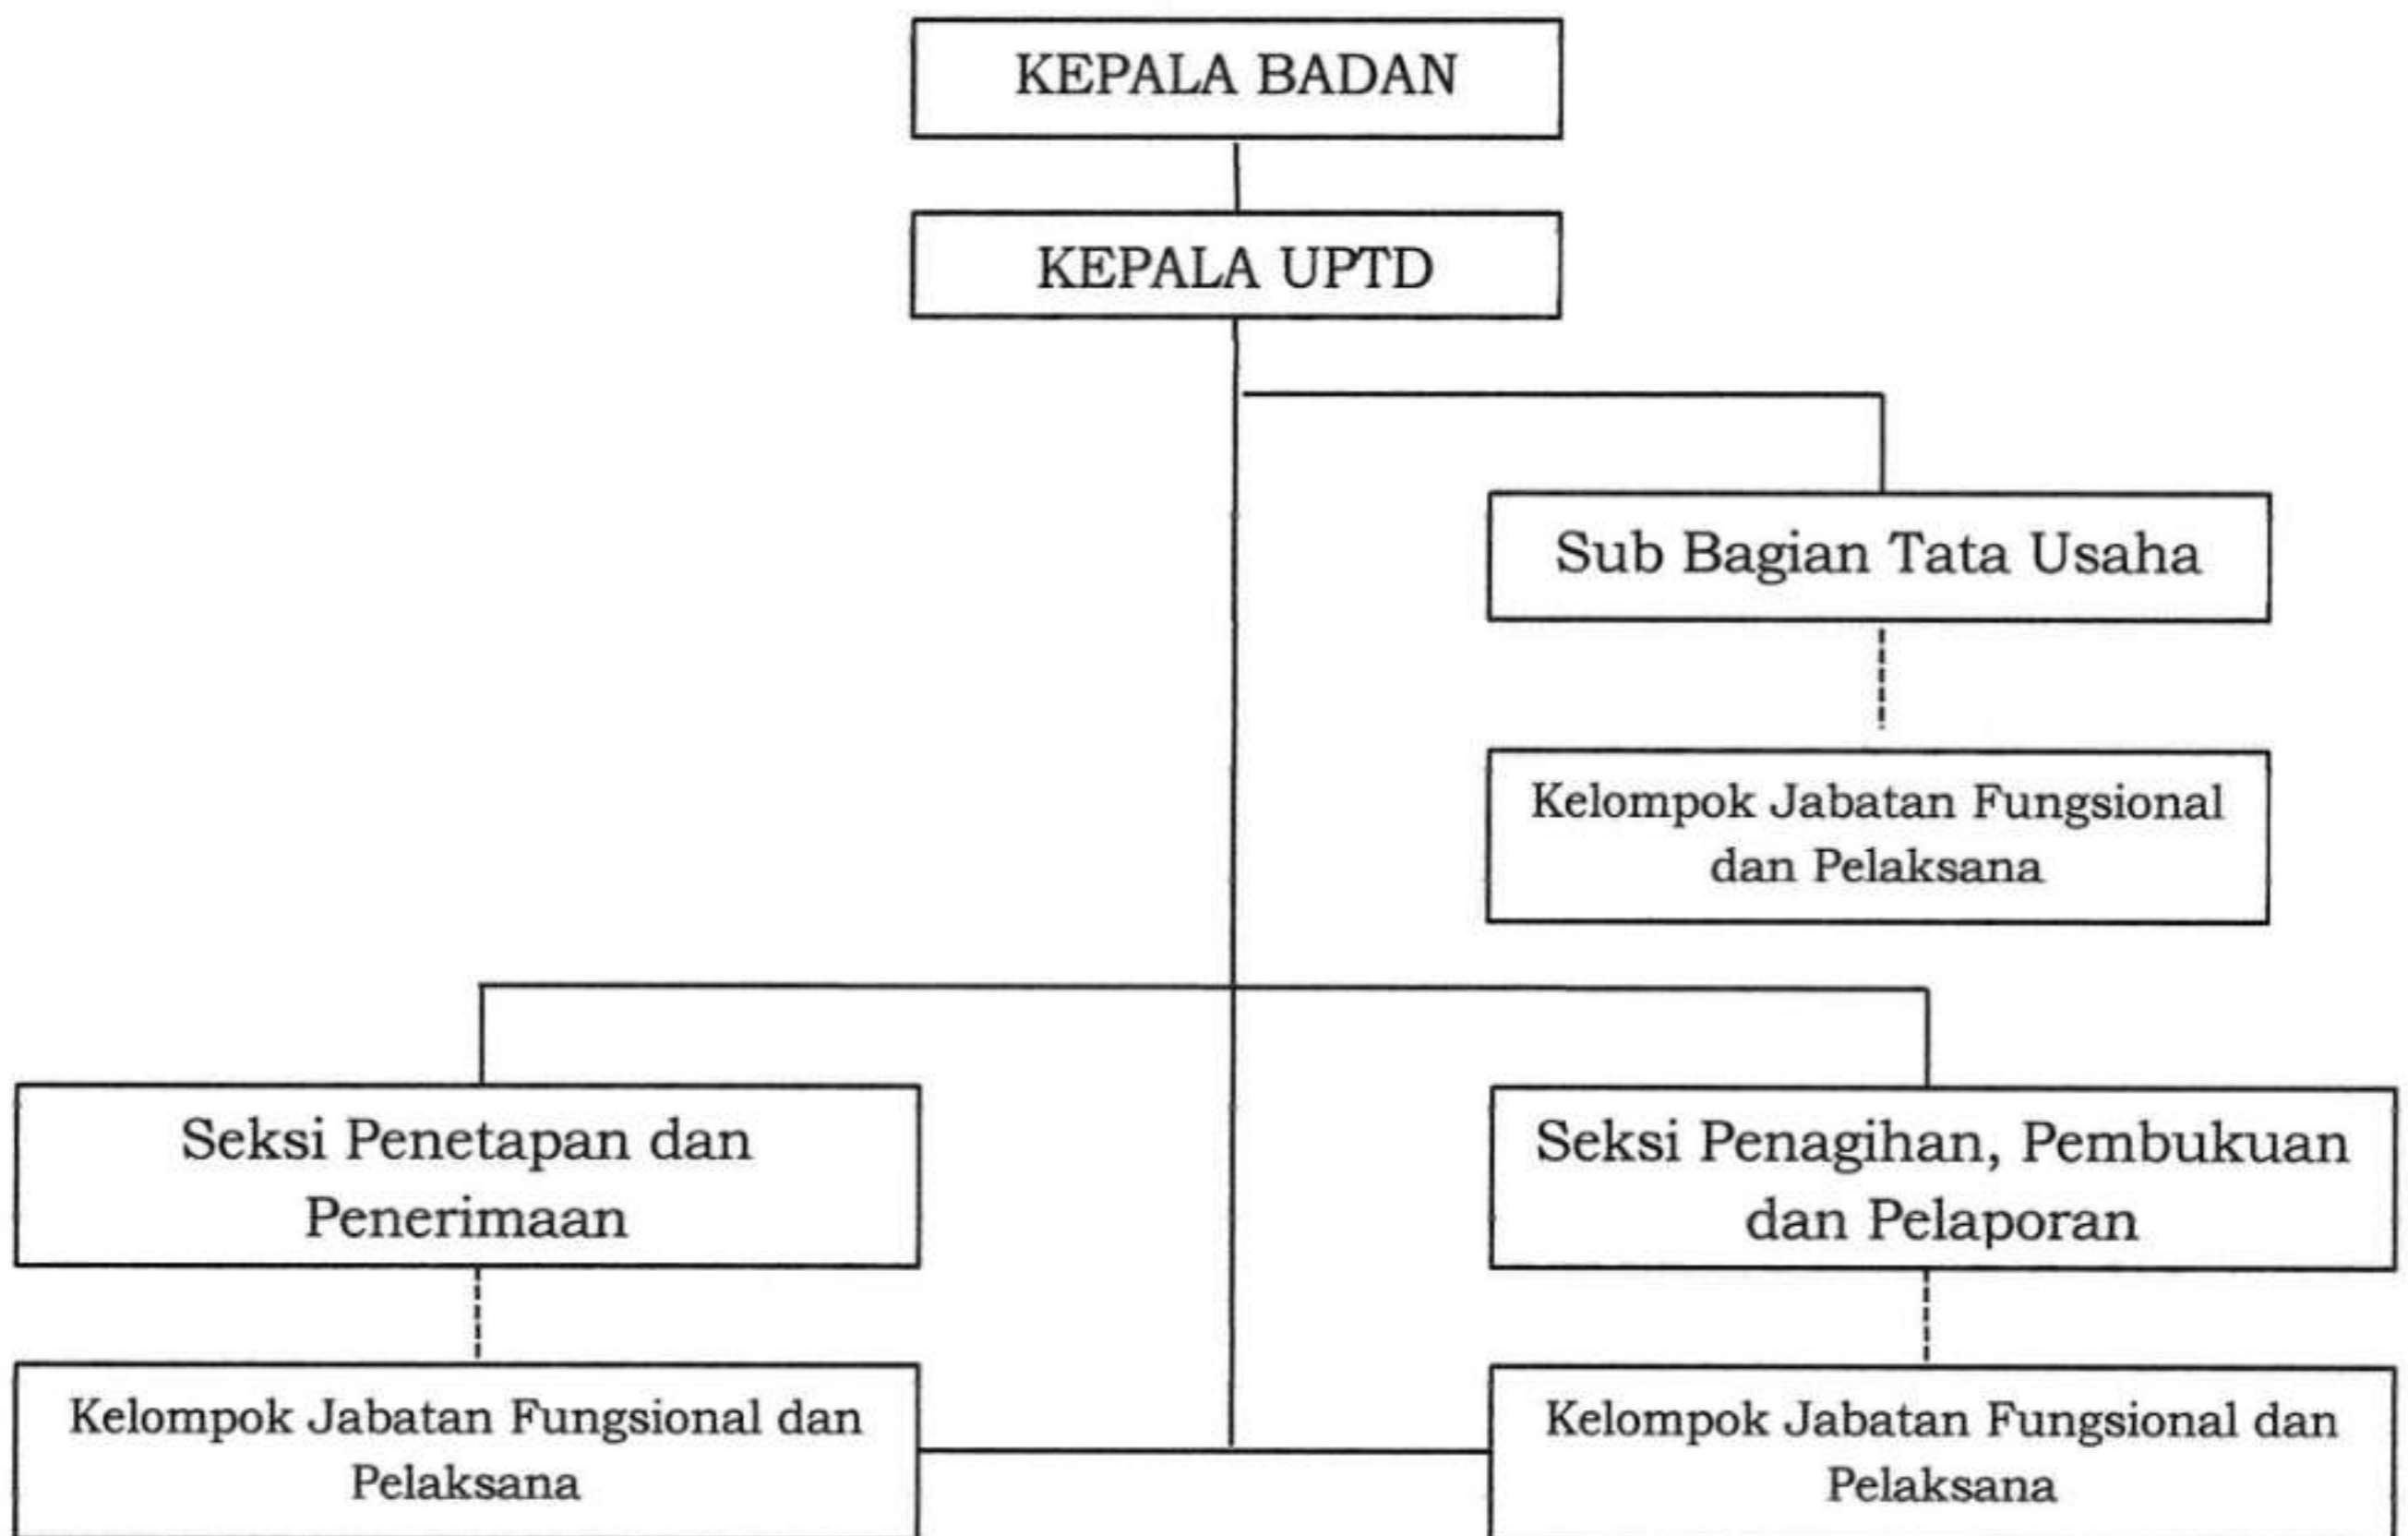 KEPALA BADAN
KEPALA UPTD
Sub Bagian Tata Usaha
Kelompok Jabatan Fungsional
dan Pelaksana
Seksi Penetapan dan
Penerimaan
Seksi Penagihan, Pembukuan
dan Pelaporan
Kelompok Jabatan Fungsional dan
Pelaksana
Kelompok Jabatan Fungsional dan
Pelaksana